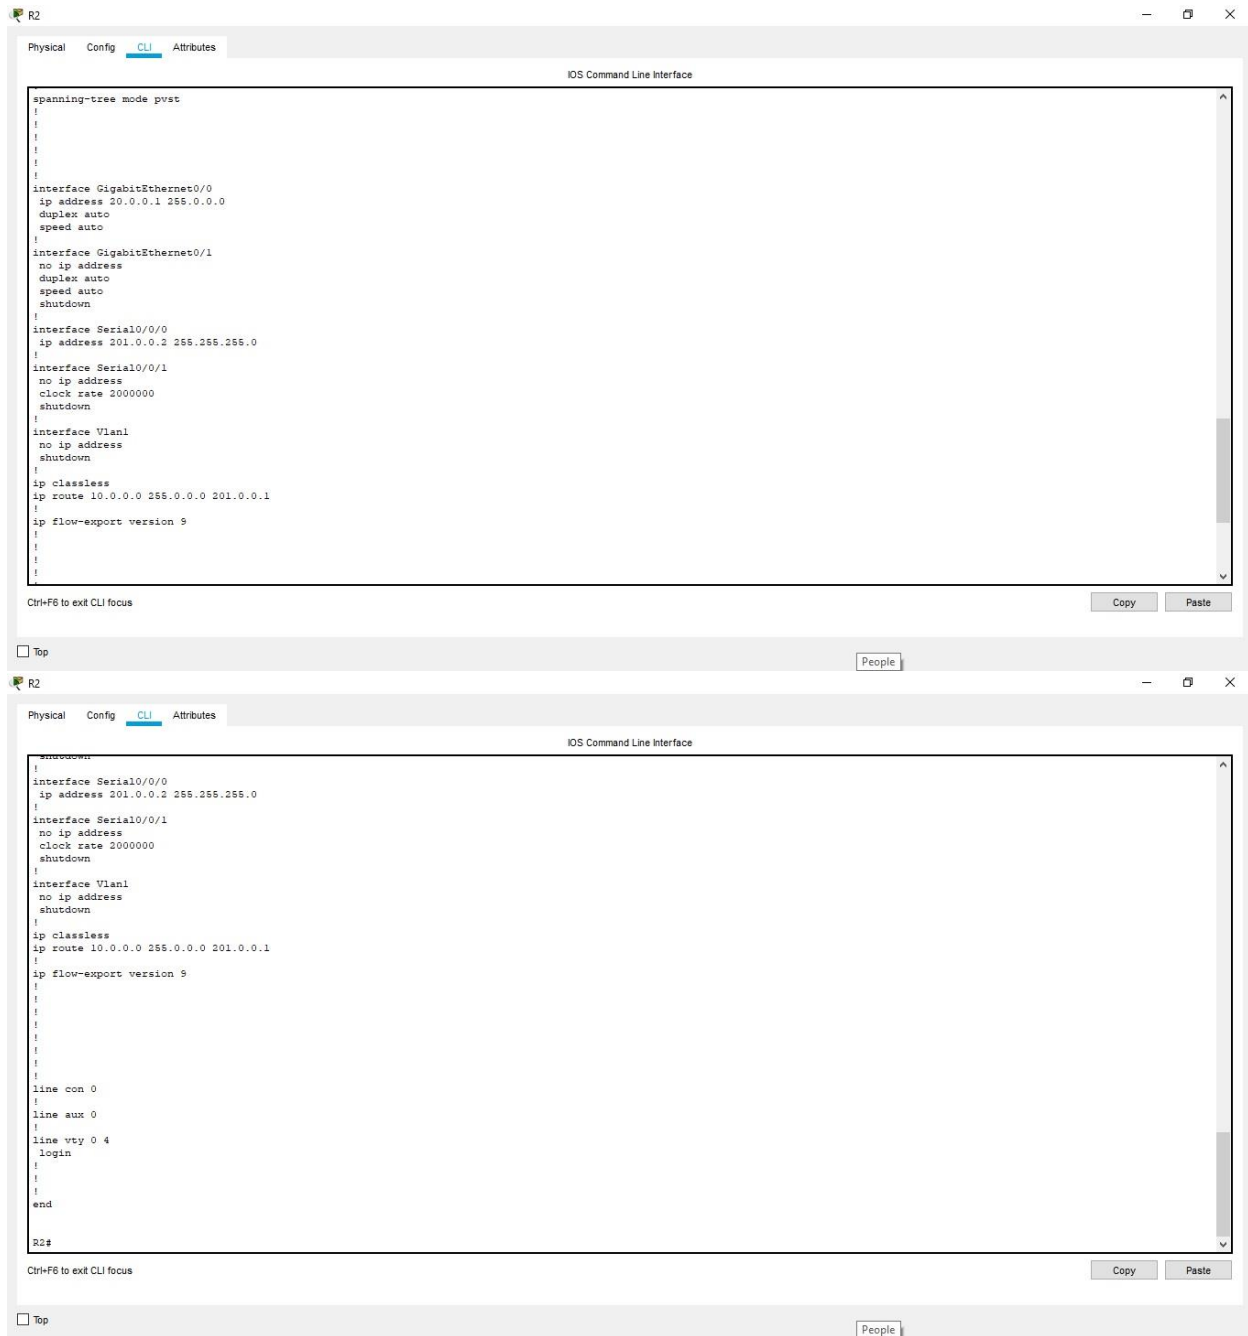 R2
Physical Config CLI Attributes
IOS Command Line Interface
spanning-tree mode pvst
!
!
!
!
!
!
interface GigabitEthernet0/0
ip address 20.0.0.1 255.0.0.0
duplex auto
speed auto
!
interface GigabitEthernet0/1
no ip address
duplex auto
speed auto
shutdown
!
interface Serial0/0/0
ip address 201.0.0.2 255.255.255.0
!
interface Serial0/0/1
no ip address
clock rate 2000000
shutdown
!
interface Vlan1
no ip address
shutdown
!
ip classless
ip route 10.0.0.0 255.0.0.0 201.0.0.1
!
ip flow-export version 9
!
!
!
!
Ctrl+F6 to exit CLI focus
Copy Paste
Top
People
R2
Physical Config CLI Attributes
IOS Command Line Interface
shutdown
!
interface Serial0/0/0
ip address 201.0.0.2 255.255.255.0
!
interface Serial0/0/1
no ip address
clock rate 2000000
shutdown
!
interface Vlan1
no ip address
shutdown
!
ip classless
ip route 10.0.0.0 255.0.0.0 201.0.0.1
!
ip flow-export version 9
!
!
!
!
!
!
!
!
line con 0
!
line aux 0
!
line vty 0 4
login
!
!
!
end
R2#
Ctrl+F6 to exit CLI focus
Copy Paste
Top
People